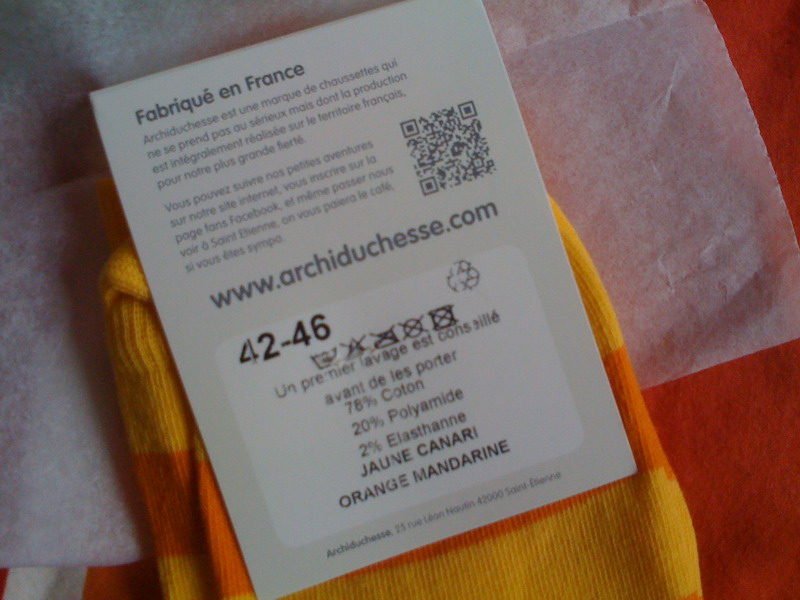 Fabriqué en France
Archiduchesse est une marque de chaussettes qui
ne se prend pas au sérieux mais dont la production
est intégralement réalisée sur le territoire français,
pour notre plus grande fierté.
Vous pouvez suivre nos petites aventures
sur notre site internet, vous inscrire sur la
page fans Facebook, et même passer nous
voir à Saint Etienne, on vous paiera le café,
si vous êtes sympa.
www.archiduchesse.com
42-46
Un premier lavage est conseillé
avant de les porter
78% Coton
20% Polyamide
2% Elasthanne
JAUNE CANARI
ORANGE MANDARINE
Archiduchesse, 23 rue Léon Nautin 42000 Saint-Étienne